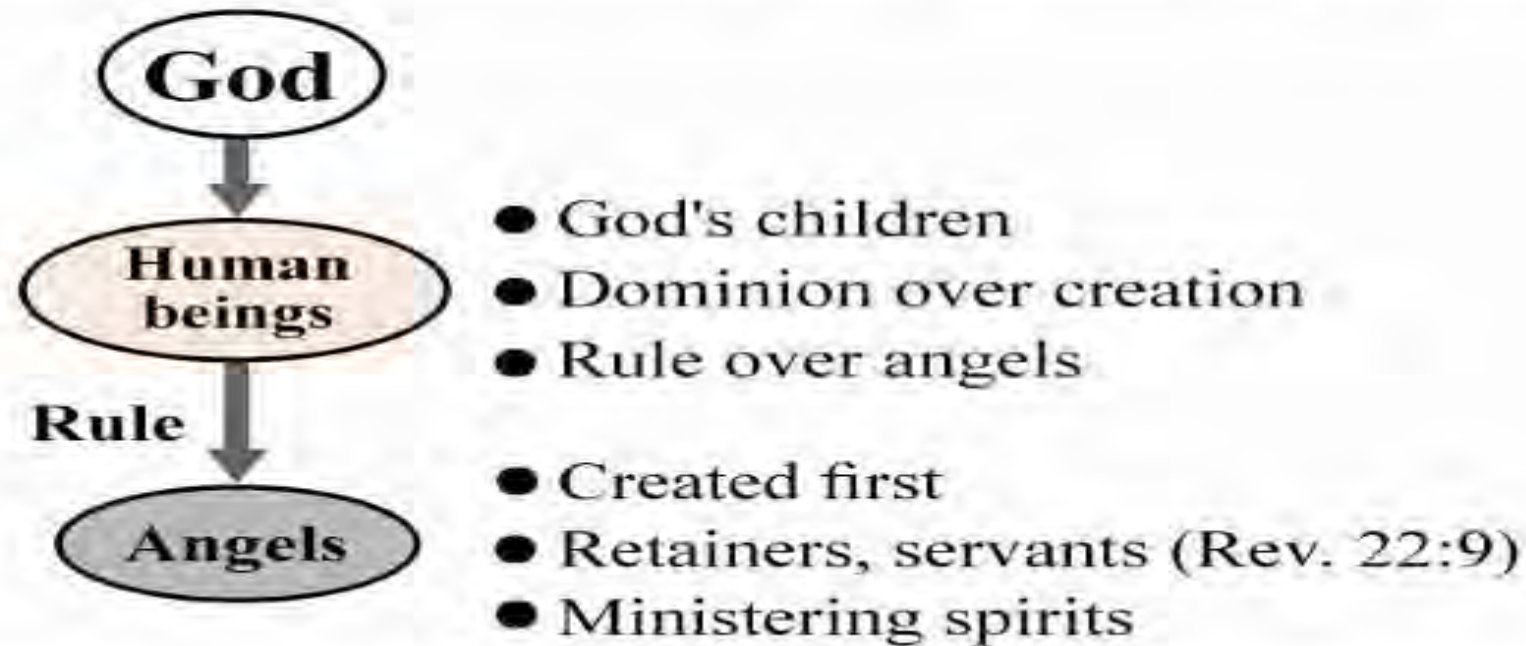 God
Human
beings
● God's children
● Dominion over creation
● Rule over angels
Rule
Angels
● Created first
● Retainers, servants (Rev. 22:9)
● Ministering spirits